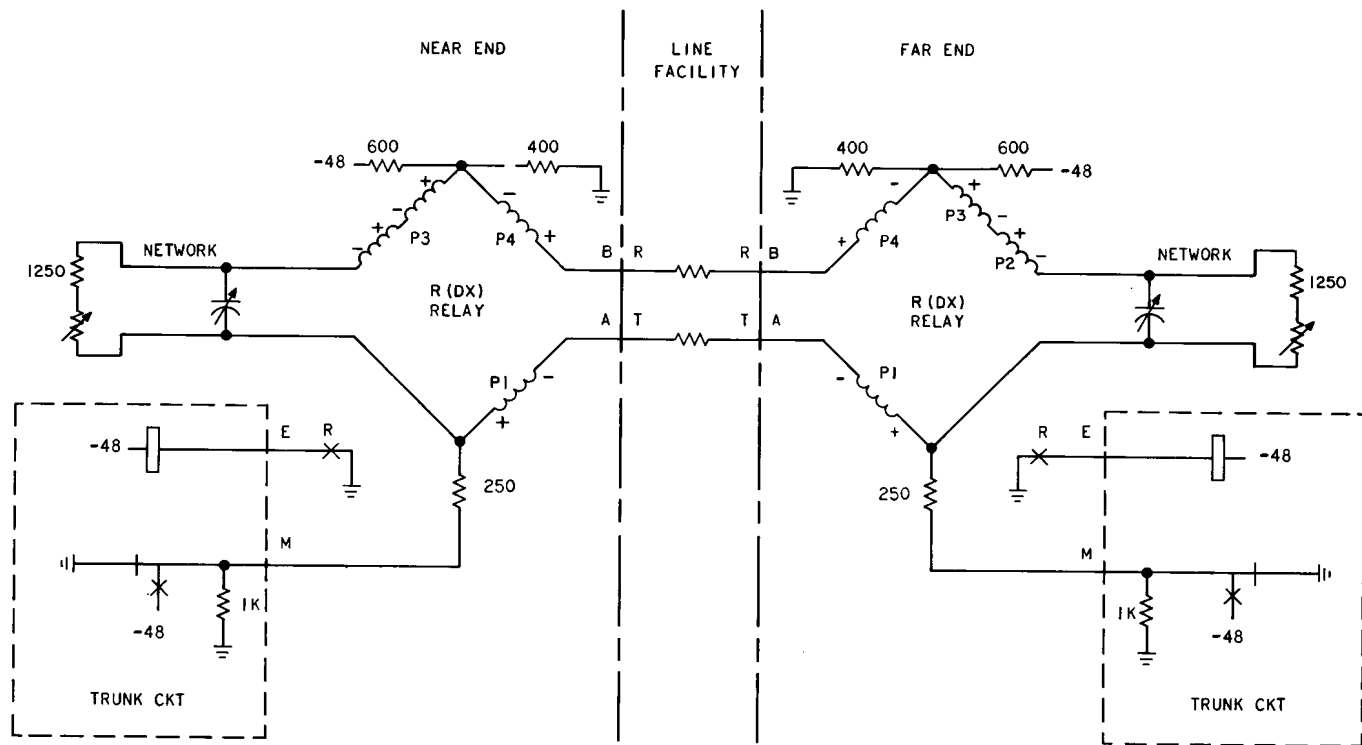 NEAR END
LINE
FACILITY
FAR END
600
400
-48
400
600
-48
+
-
+
-
P3
-
+
P4
-
+
P4
+
-
+
-
P3
P2
NETWORK
1250
B R
R B
R (DX)
RELAY
A T
T A
R (DX)
RELAY
NETWORK
1250
P1
-
+
P1
-
+
-48
E R
250
R E
-48
250
M
1K
-48
M
1K
-48
TRUNK CKT
TRUNK CKT